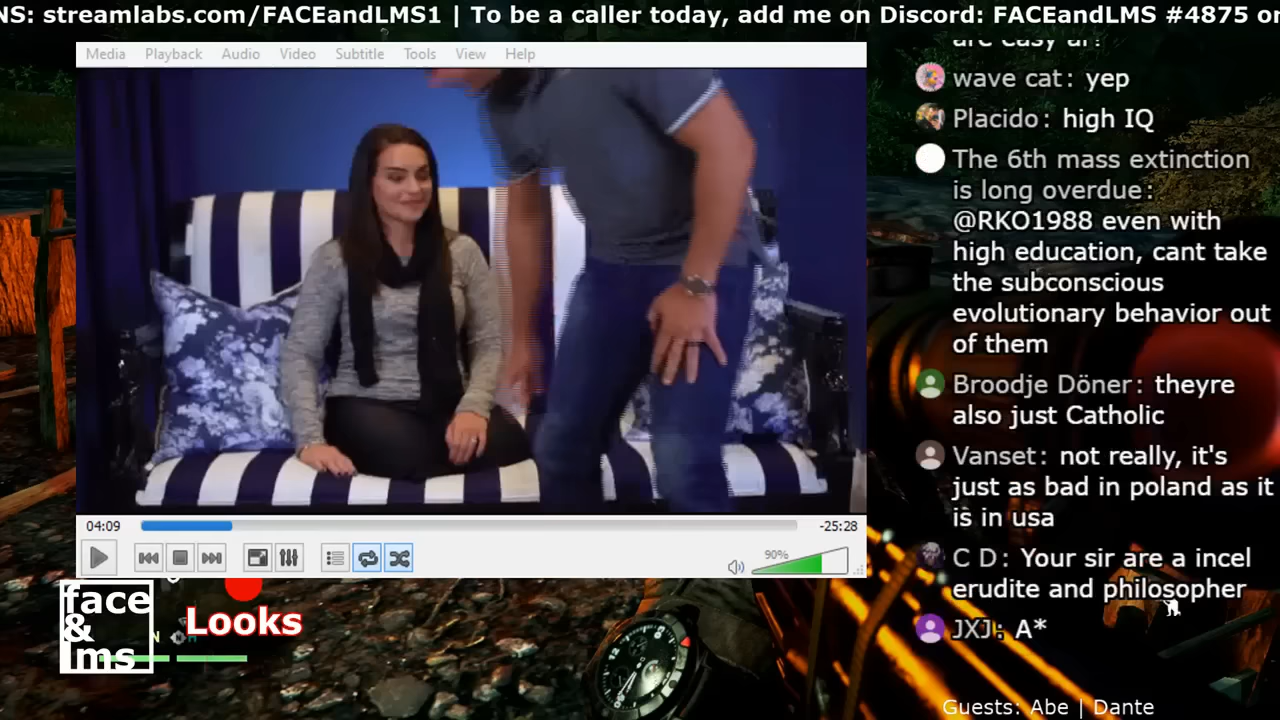 NS: streamlabs.com/FACEandLMS1 | To be a caller today, add me on Discord: FACEandLMS #4875 or
Media Playback Audio Video Subtitle Tools View Help
04:09
-25:28
90%
face
&
lms
Looks
N
wave cat: yep
Placido: high IQ
The 6th mass extinction
is long overdue:
@RKO1988 even with
high education, cant take
the subconscious
evolutionary behavior out
of them
Broodje Döner: theyre
also just Catholic
Vanset: not really, it's
just as bad in poland as it
is in usa
C D: Your sir are a incel
erudite and philosopher
JXJ: A*
Guests: Abe | Dante